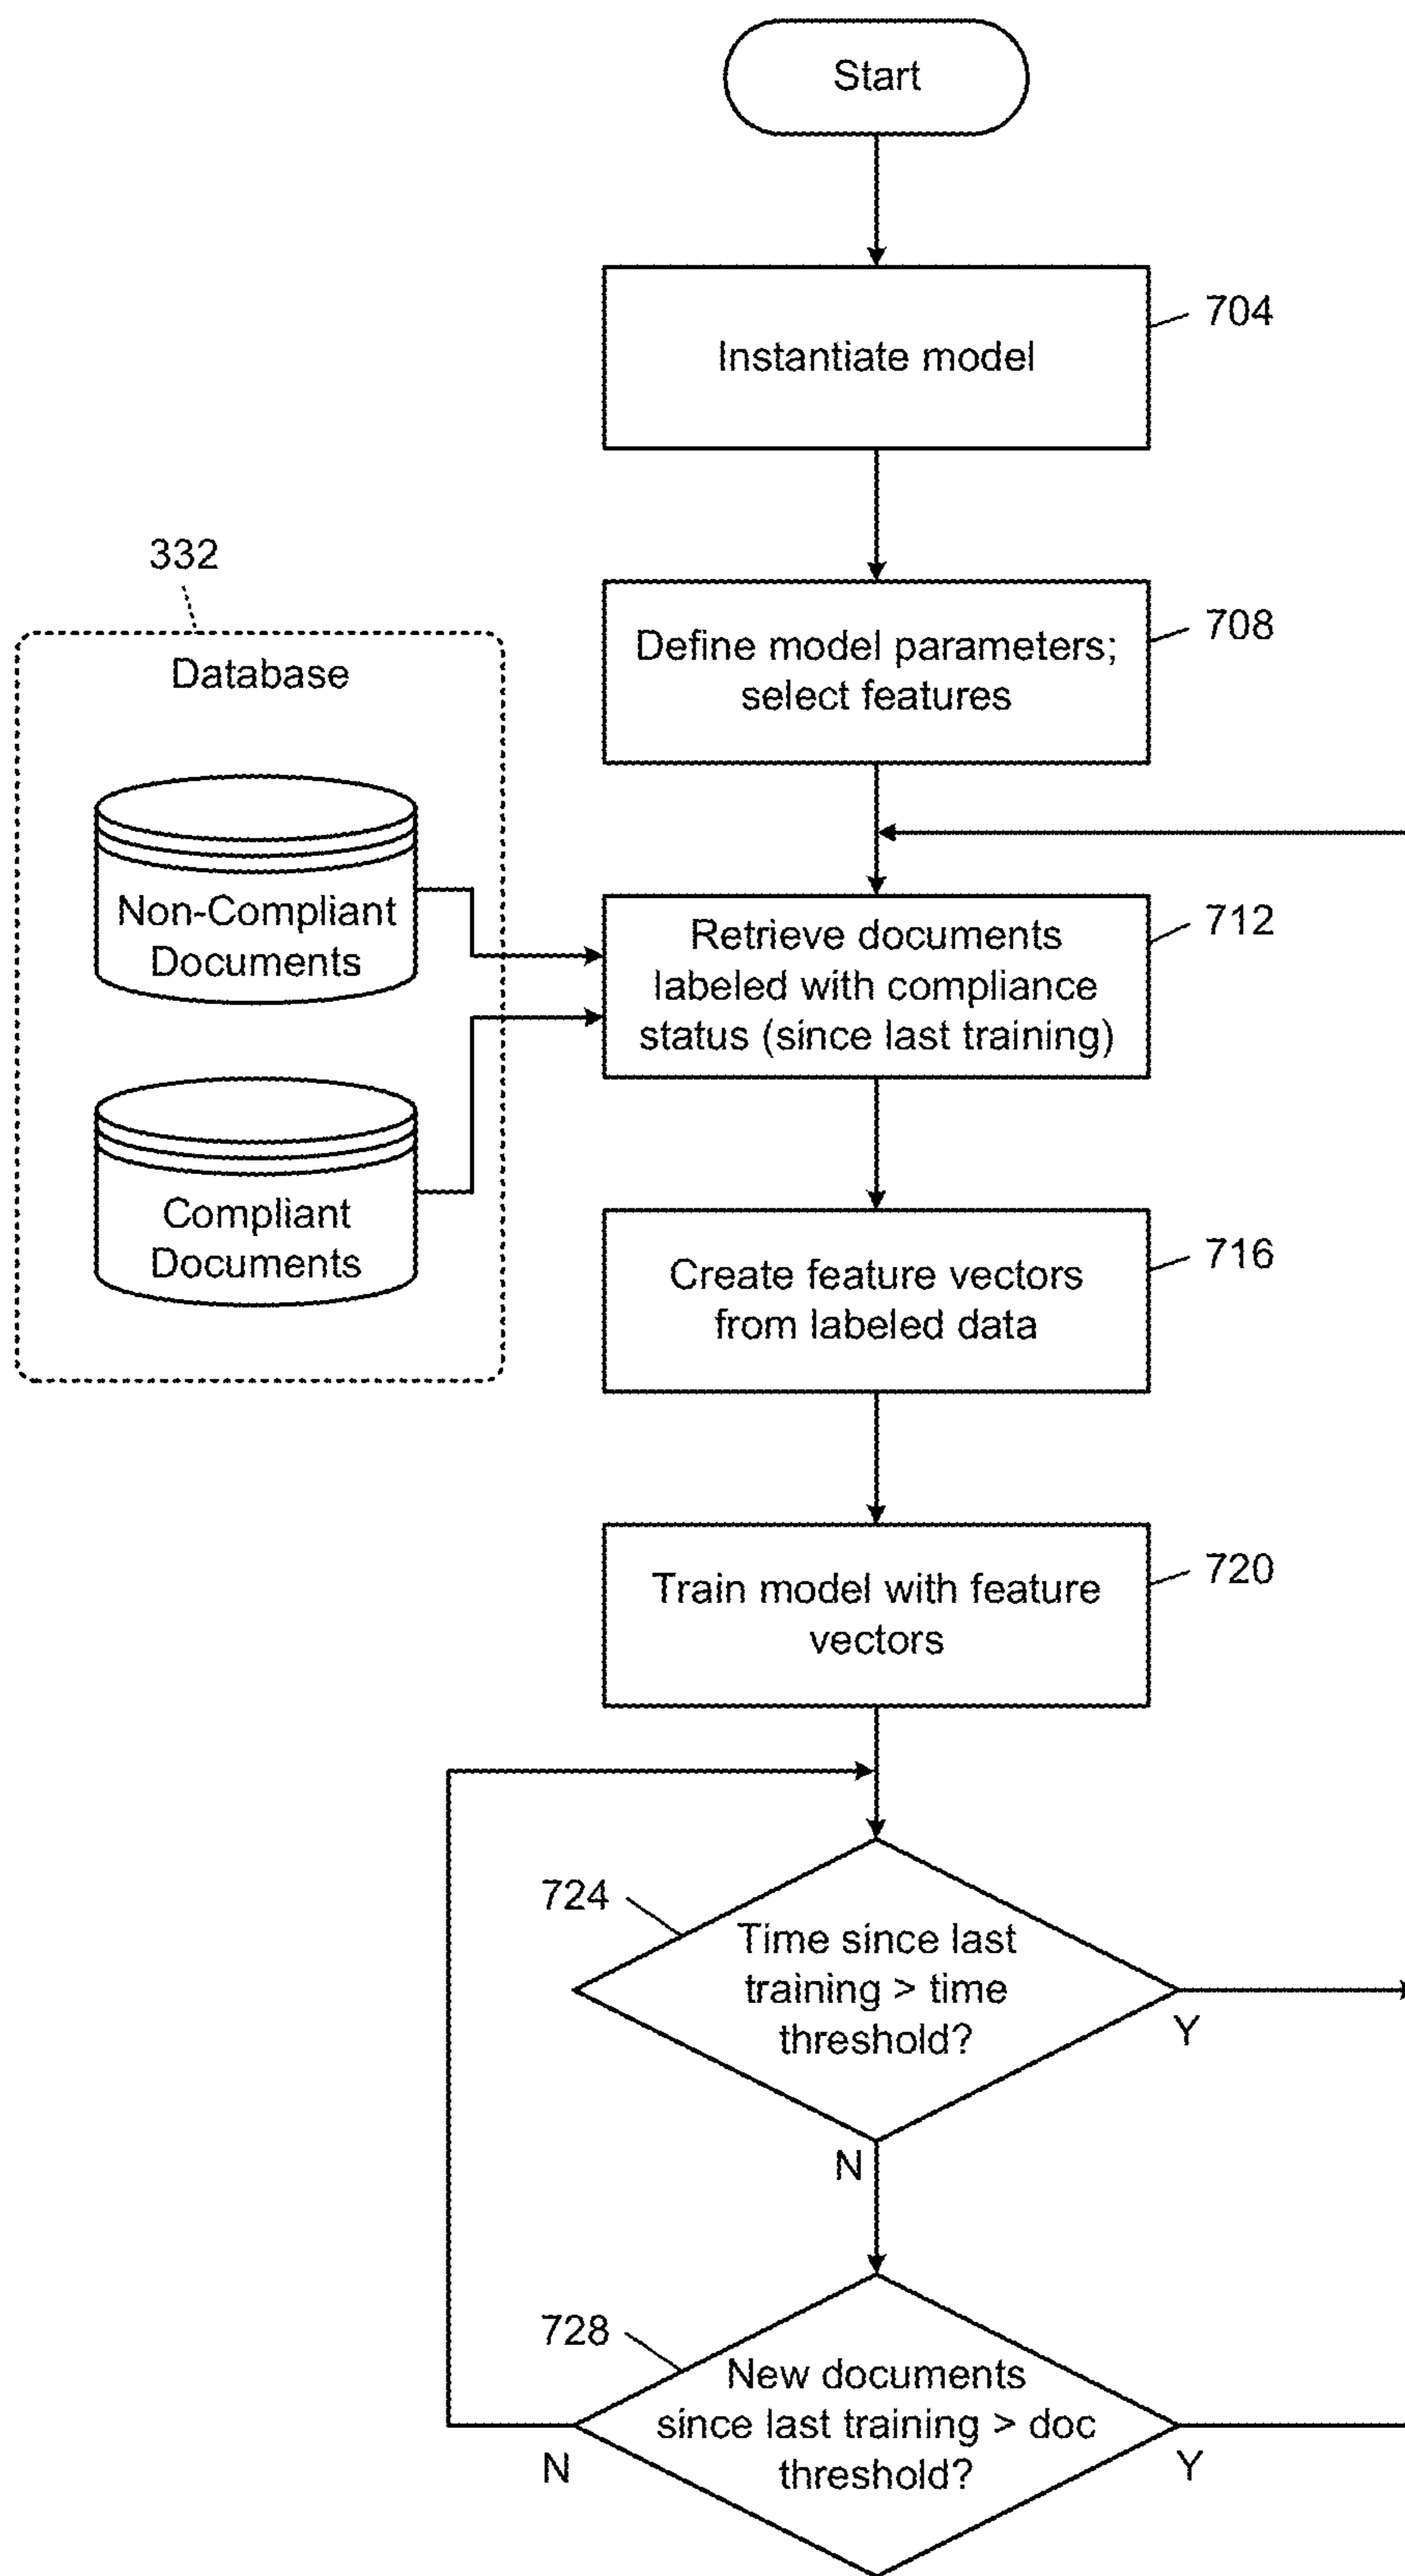 Start
704
Instantiate model
708
Define model parameters;
select features
332
Database
Non-Compliant
Documents
Compliant
Documents
712
Retrieve documents
labeled with compliance
status (since last training)
716
Create feature vectors
from labeled data
720
Train model with feature
vectors
724
Time since last
training > time
threshold?
Y
N
728
New documents
since last training > doc
threshold?
N
Y